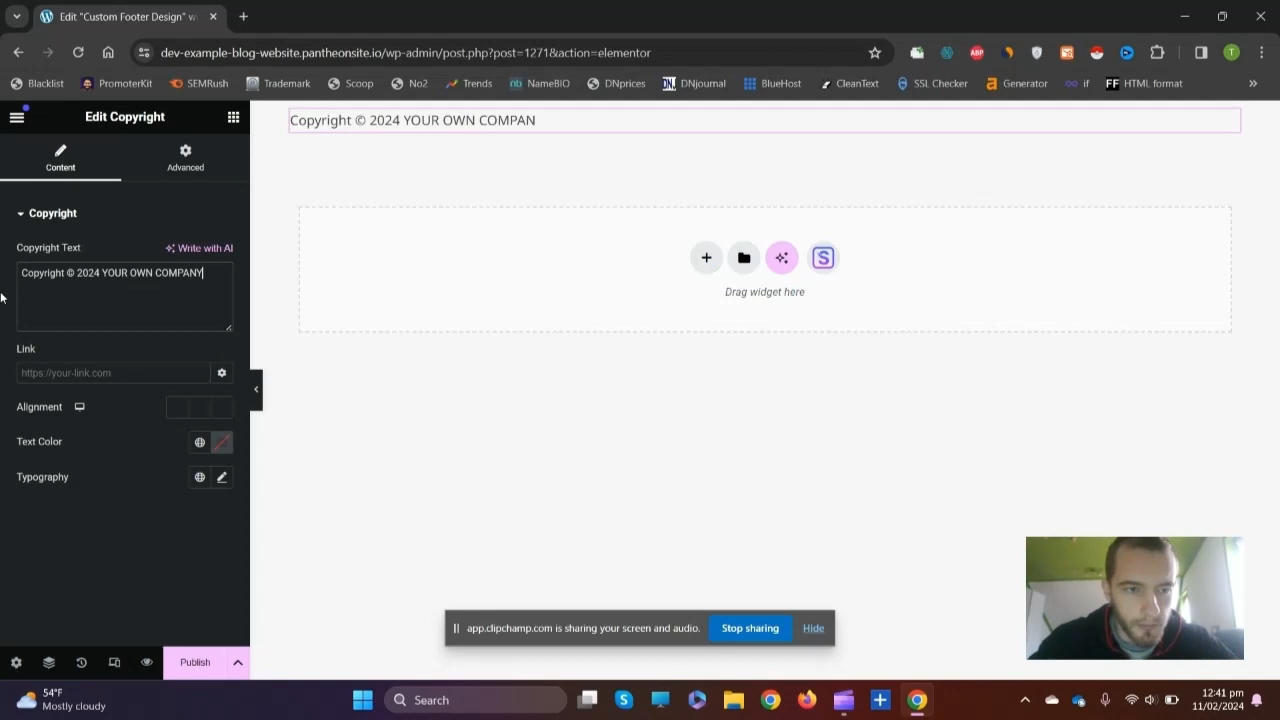 Edit "Custom Footer Design" w
dev-example-blog-website.pantheonsite.io/wp-admin/post.php?post=1271&action=elementor
ABP
T
Blacklist PromoterKit SEMRush Trademark Scoop No2 Trends nb NameBIO DNprices DN DNjournal BlueHost CleanText SSL Checker Generator if FF HTML format
Edit Copyright
Copyright © 2024 YOUR OWN COMPAN
Content Advanced
Copyright
Copyright Text Write with AI
Copyright © 2024 YOUR OWN COMPANY
S
Drag widget here
Link
https://your-link.com
Alignment
Text Color
Typography
app.clipchamp.com is sharing your screen and audio. Stop sharing Hide
Publish
54°F
Mostly cloudy
Search
S
12:41 pm
11/02/2024